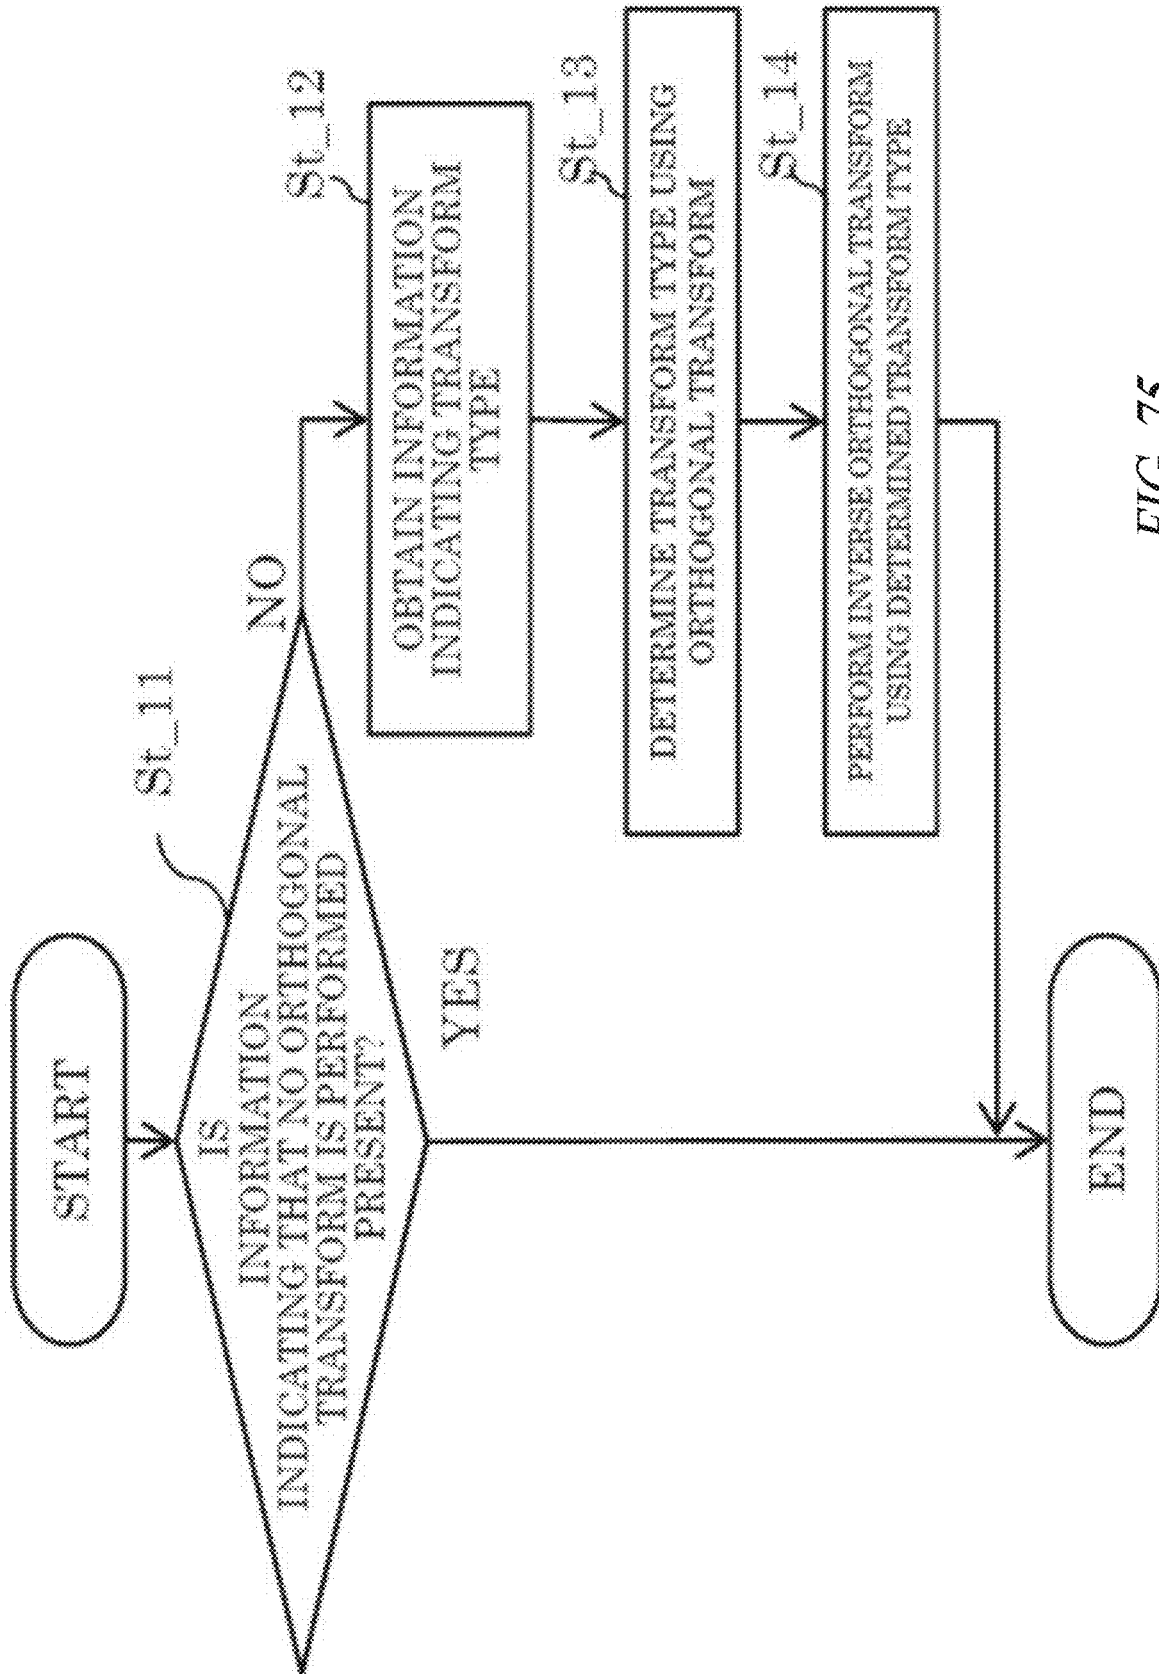 START
St_11
IS
INFORMATION
INDICATING THAT NO ORTHOGONAL
TRANSFORM IS PERFORMED
PRESENT?
NO
YES
St_12
OBTAIN INFORMATION
INDICATING TRANSFORM
TYPE
St_13
DETERMINE TRANSFORM TYPE USING
ORTHOGONAL TRANSFORM
St_14
PERFORM INVERSE ORTHOGONAL TRANSFORM
USING DETERMINED TRANSFORM TYPE
END
FIG. 75